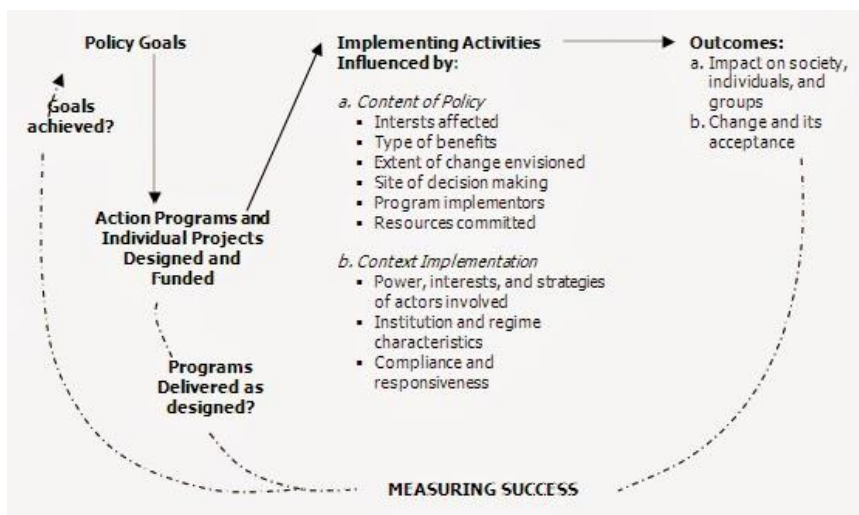 Policy Goals
Goals
achieved?
Action Programs and
Individual Projects
Designed and
Funded
Programs
Delivered as
designed?
Implementing Activities
Influenced by:
a. Content of Policy
▪ Intersts affected
▪ Type of benefits
▪ Extent of change envisioned
▪ Site of decision making
▪ Program implementors
▪ Resources committed
b. Context Implementation
▪ Power, interests, and strategies
of actors involved
▪ Institution and regime
characteristics
▪ Compliance and
responsiveness
Outcomes:
a. Impact on society,
individuals, and
groups
b. Change and its
acceptance
MEASURING SUCCESS